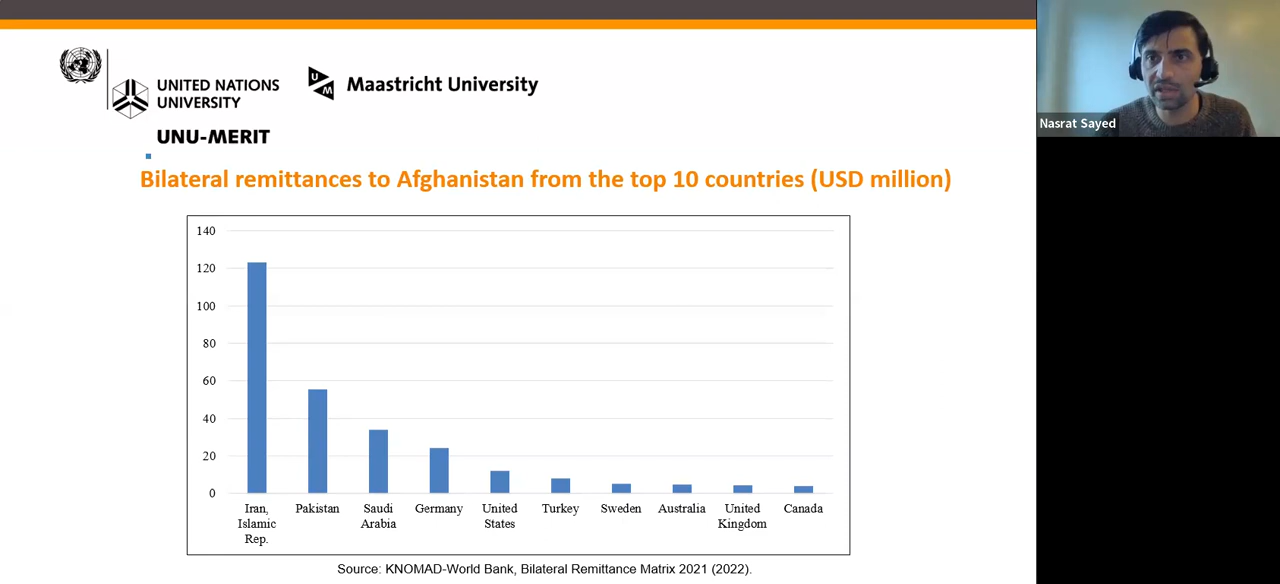 UNITED NATIONS
UNIVERSITY
UNU-MERIT
U
M
Maastricht University
Nasrat Sayed
Bilateral remittances to Afghanistan from the top 10 countries (USD million)
140
120
100
80
60
40
20
0
Iran,
Islamic
Rep.
Pakistan
Saudi
Arabia
Germany
United
States
Turkey
Sweden
Australia
United
Kingdom
Canada
Source: KNOMAD-World Bank, Bilateral Remittance Matrix 2021 (2022).